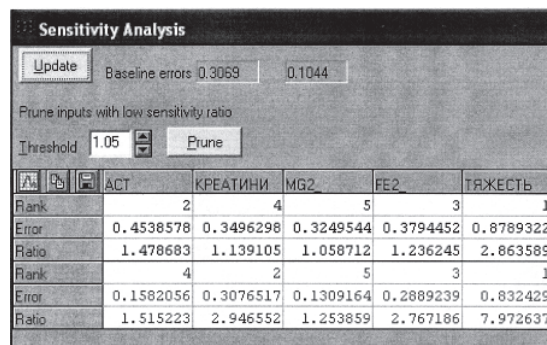 Sensitivity Analysis
Update Baseline errors 0.3069 0.1044
Prune inputs with low sensitivity ratio
Threshold 1.05 Prune
АСТ КРЕАТИНИ MG2_ FE2_ ТЯЖЕСТЬ
Rank 2 4 5 3 1
Error 0.4538578 0.3496298 0.3249544 0.3794452 0.8789322
Ratio 1.478683 1.139105 1.058712 1.236245 2.863589
Rank 4 2 5 3 1
Error 0.1582056 0.3076517 0.1309164 0.2889239 0.832429
Ratio 1.515223 2.946552 1.253859 2.767186 7.972637